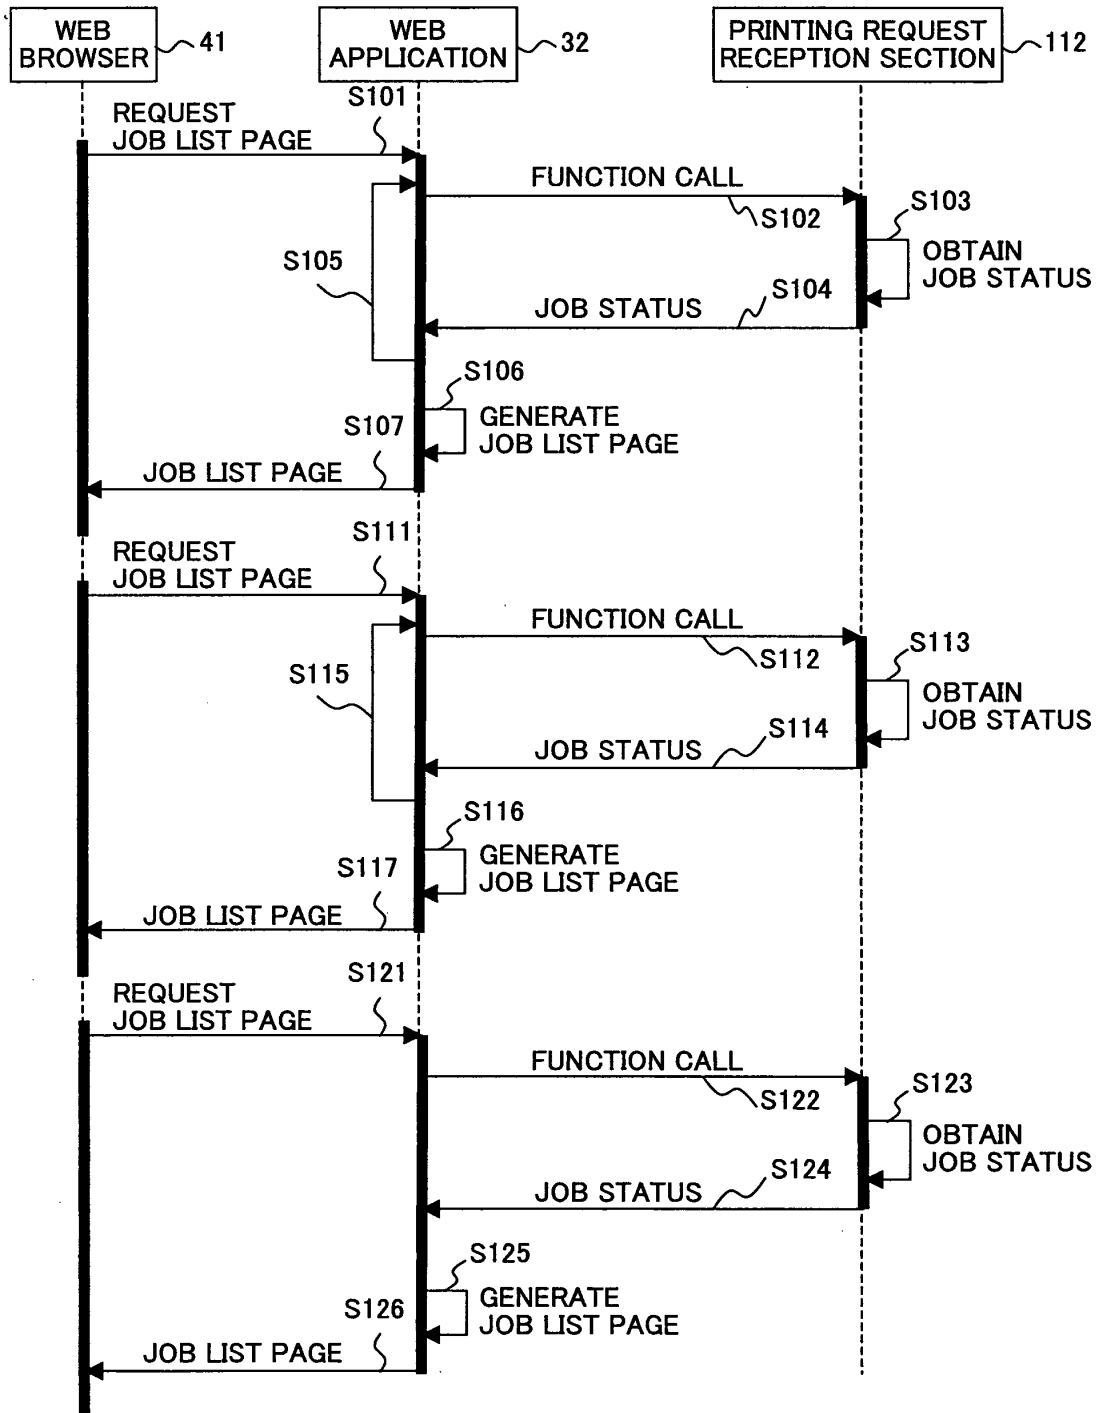 WEB
BROWSER
41
WEB
APPLICATION
32
PRINTING REQUEST
RECEPTION SECTION
112
REQUEST
JOB LIST PAGE
S101
FUNCTION CALL
S102
S103
OBTAIN
JOB STATUS
S105
JOB STATUS
S104
S106
GENERATE
JOB LIST PAGE
S107
JOB LIST PAGE
REQUEST
JOB LIST PAGE
S111
FUNCTION CALL
S112
S113
OBTAIN
JOB STATUS
S115
JOB STATUS
S114
S116
GENERATE
JOB LIST PAGE
S117
JOB LIST PAGE
REQUEST
JOB LIST PAGE
S121
FUNCTION CALL
S122
S123
OBTAIN
JOB STATUS
JOB STATUS
S124
S125
GENERATE
JOB LIST PAGE
S126
JOB LIST PAGE